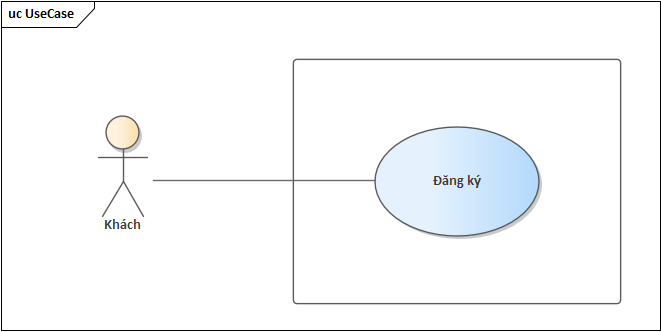 uc UseCase
Đăng ký
Khách